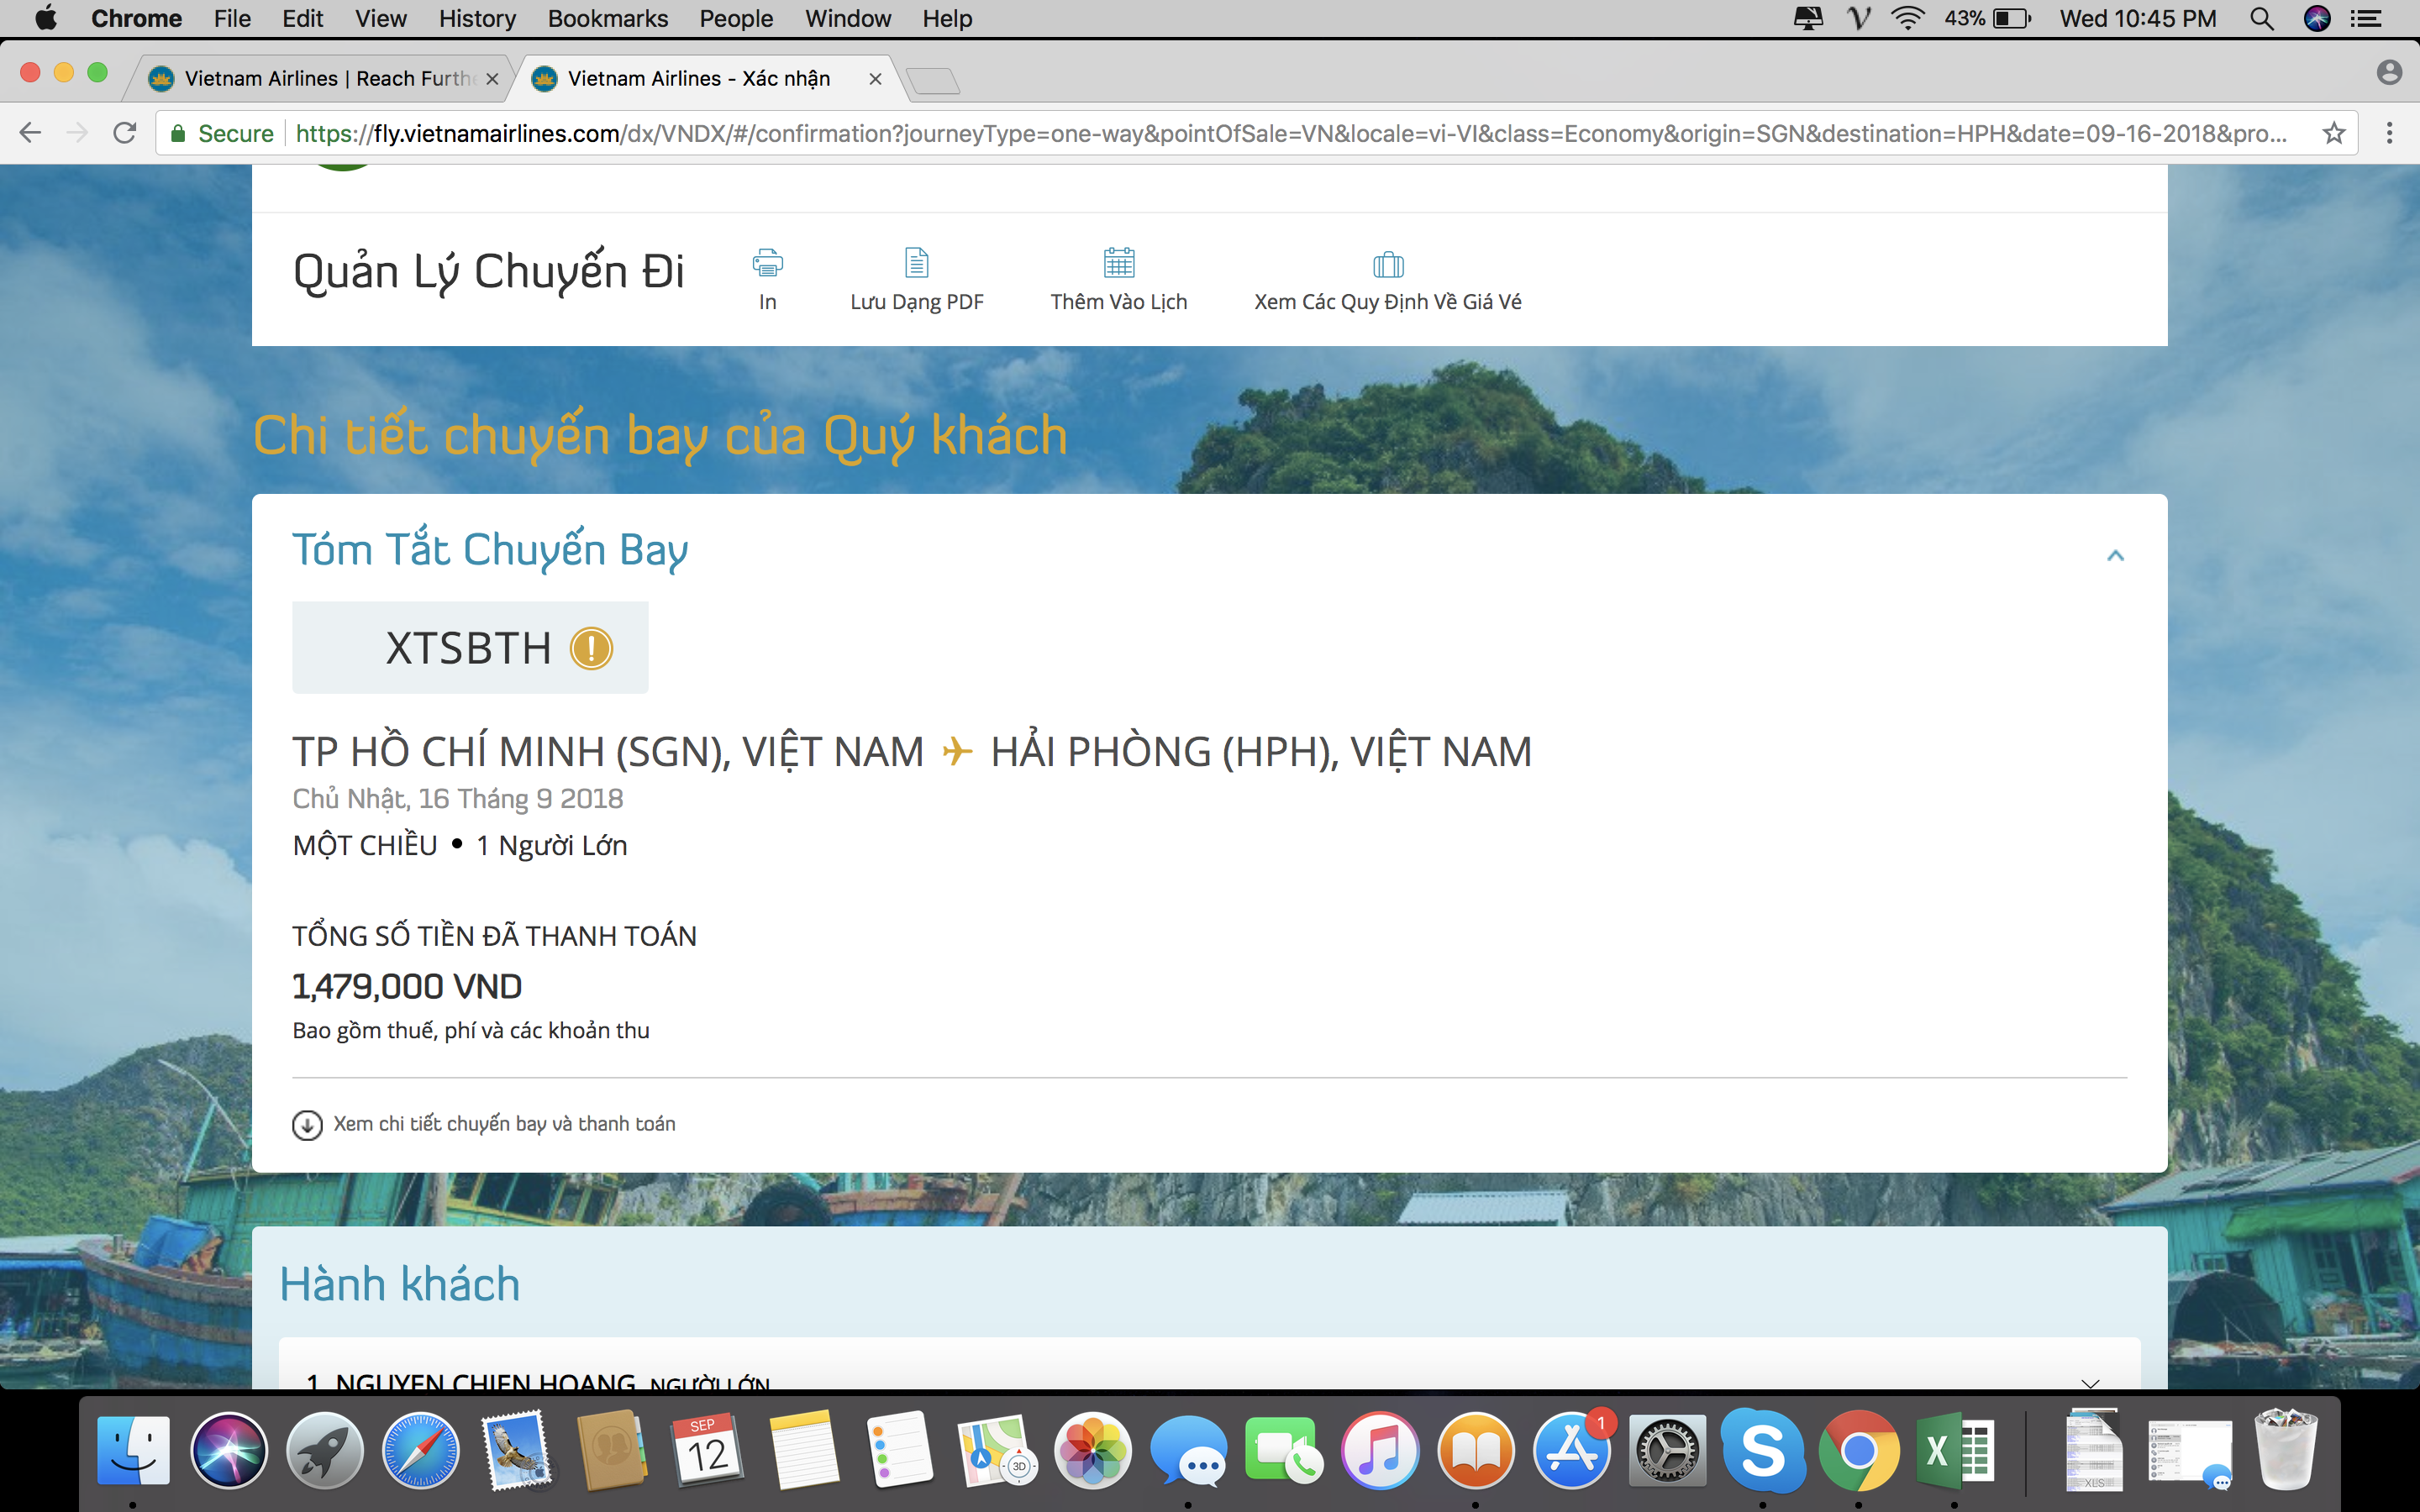 Chrome File Edit View History Bookmarks People Window Help 43% Wed 10:45 PM
Vietnam Airlines | Reach Furthe Vietnam Airlines - Xác nhận
Secure https://fly.vietnamairlines.com/dx/VNDX/#/confirmation?journeyType=one-way&pointOfSale=VN&locale=vi-VI&class=Economy&origin=SGN&destination=HPH&date=09-16-2018&pro...
Quản Lý Chuyến Đi
In
Lưu Dạng PDF
Thêm Vào Lịch
Xem Các Quy Định Về Giá Vé
Chi tiết chuyến bay của Quý khách
Tóm Tắt Chuyến Bay
XTSBTH
TP HỒ CHÍ MINH (SGN), VIỆT NAM HẢI PHÒNG (HPH), VIỆT NAM
Chủ Nhật, 16 Tháng 9 2018
MỘT CHIỀU • 1 Người Lớn
TỔNG SỐ TIỀN ĐÃ THANH TOÁN
1,479,000 VND
Bao gồm thuế, phí và các khoản thu
Xem chi tiết chuyến bay và thanh toán
Hành khách
1. NGUYEN CHIEN HOANG NGƯỜI LỚN
SEP
12
3D
1
XLS